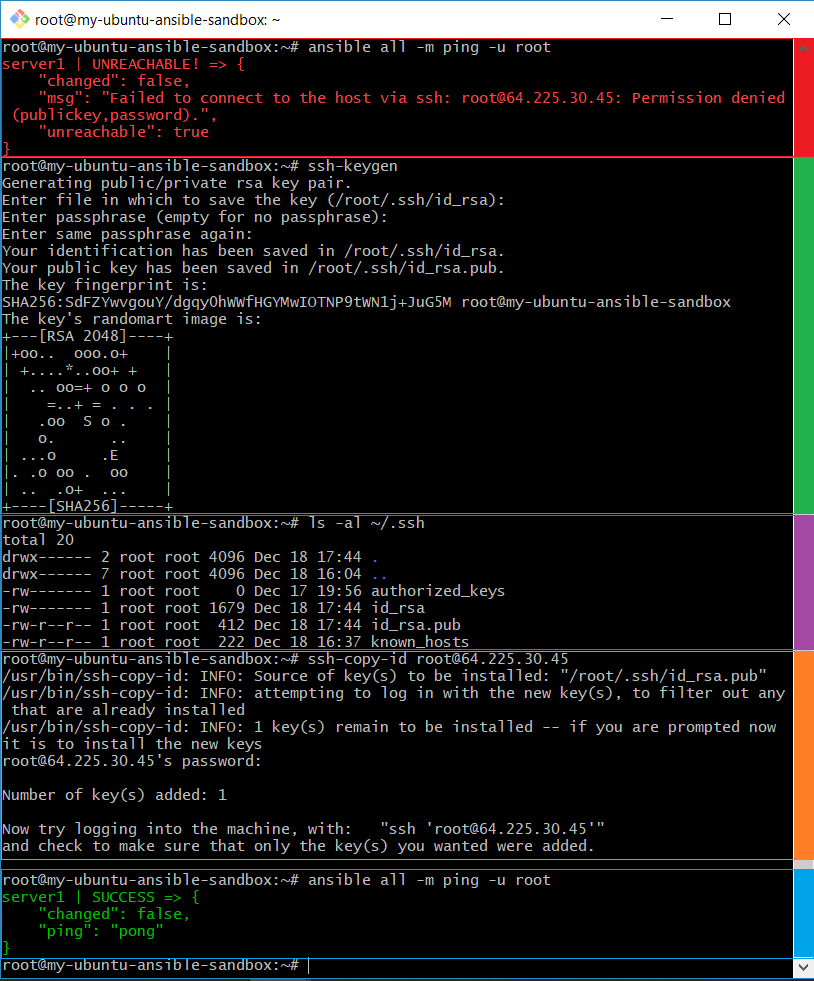 root@my-ubuntu-ansible-sandbox: ~
root@my-ubuntu-ansible-sandbox:~# ansible all -m ping -u root
server1 | UNREACHABLE! => {
    "changed": false,
    "msg": "Failed to connect to the host via ssh: root@64.225.30.45: Permission denied
 (publickey,password).",
    "unreachable": true
}
root@my-ubuntu-ansible-sandbox:~# ssh-keygen
Generating public/private rsa key pair.
Enter file in which to save the key (/root/.ssh/id_rsa):
Enter passphrase (empty for no passphrase):
Enter same passphrase again:
Your identification has been saved in /root/.ssh/id_rsa.
Your public key has been saved in /root/.ssh/id_rsa.pub.
The key fingerprint is:
SHA256:SdFZYwvgouY/dgqyOhWWfHGYMwIOTNP9tWN1j+JuG5M root@my-ubuntu-ansible-sandbox
The key's randomart image is:
+---[RSA 2048]----+
|+oo..  ooo.o+    |
| +....*..oo+ +   |
|  .. oo=+ o o o  |
|    =..+ = . . . |
|   .oo  S o .    |
|   o.      ..    |
| ...o     .E     |
|. .o oo .  oo    |
| ..  .o+  ...    |
+----[SHA256]-----+
root@my-ubuntu-ansible-sandbox:~# ls -al ~/.ssh
total 20
drwx------ 2 root root 4096 Dec 18 17:44 .
drwx------ 7 root root 4096 Dec 18 16:04 ..
-rw------- 1 root root    0 Dec 17 19:56 authorized_keys
-rw------- 1 root root 1679 Dec 18 17:44 id_rsa
-rw-r--r-- 1 root root  412 Dec 18 17:44 id_rsa.pub
-rw-r--r-- 1 root root  222 Dec 18 16:37 known_hosts
root@my-ubuntu-ansible-sandbox:~# ssh-copy-id root@64.225.30.45
/usr/bin/ssh-copy-id: INFO: Source of key(s) to be installed: "/root/.ssh/id_rsa.pub"
/usr/bin/ssh-copy-id: INFO: attempting to log in with the new key(s), to filter out any
 that are already installed
/usr/bin/ssh-copy-id: INFO: 1 key(s) remain to be installed -- if you are prompted now
it is to install the new keys
root@64.225.30.45's password:
Number of key(s) added: 1
Now try logging into the machine, with:   "ssh 'root@64.225.30.45'"
and check to make sure that only the key(s) you wanted were added.
root@my-ubuntu-ansible-sandbox:~# ansible all -m ping -u root
server1 | SUCCESS => {
    "changed": false,
    "ping": "pong"
}
root@my-ubuntu-ansible-sandbox:~#